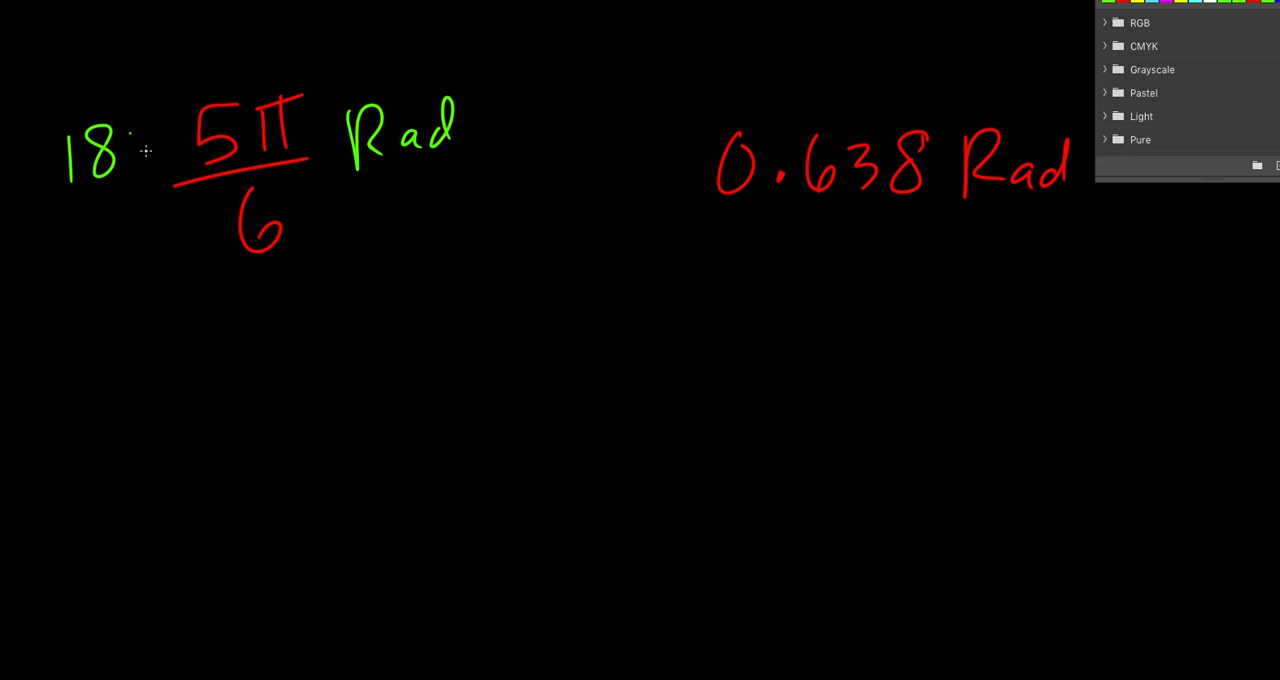 18 5π/6 Rad
0.638 Rad
RGB
CMYK
Grayscale
Pastel
Light
Pure